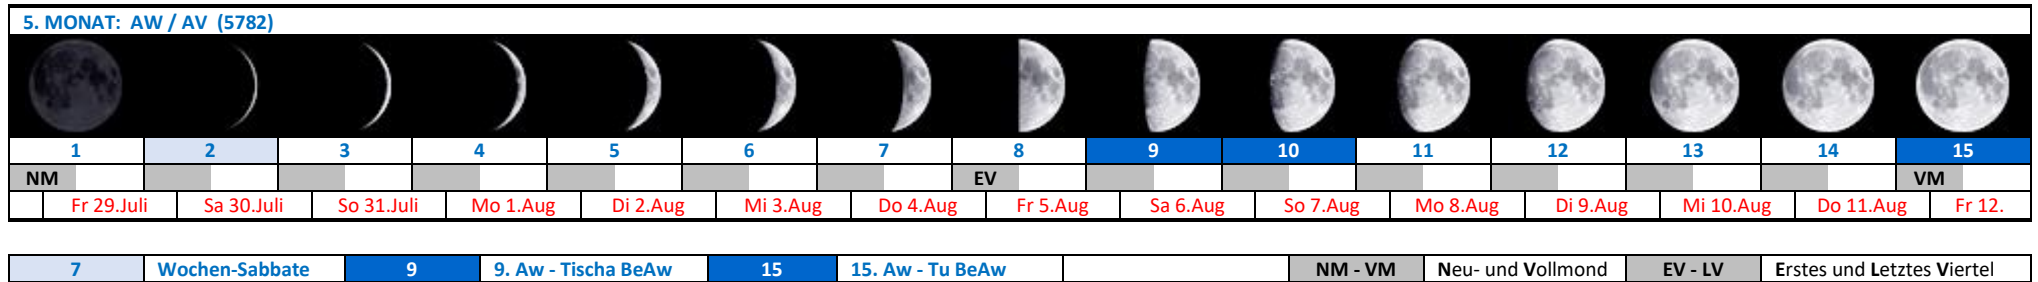 5. MONAT: AW / AV (5782)
1 2 3 4 5 6 7 8 9 10 11 12 13 14 15
NM EV VM
Fr 29.Juli Sa 30.Juli So 31.Juli Mo 1.Aug Di 2.Aug Mi 3.Aug Do 4.Aug Fr 5.Aug Sa 6.Aug So 7.Aug Mo 8.Aug Di 9.Aug Mi 10.Aug Do 11.Aug Fr 12.
7 Wochen-Sabbate 9 9. Aw - Tischa BeAw 15 15. Aw - Tu BeAw NM - VM Neu- und Vollmond EV - LV Erstes und Letztes Viertel